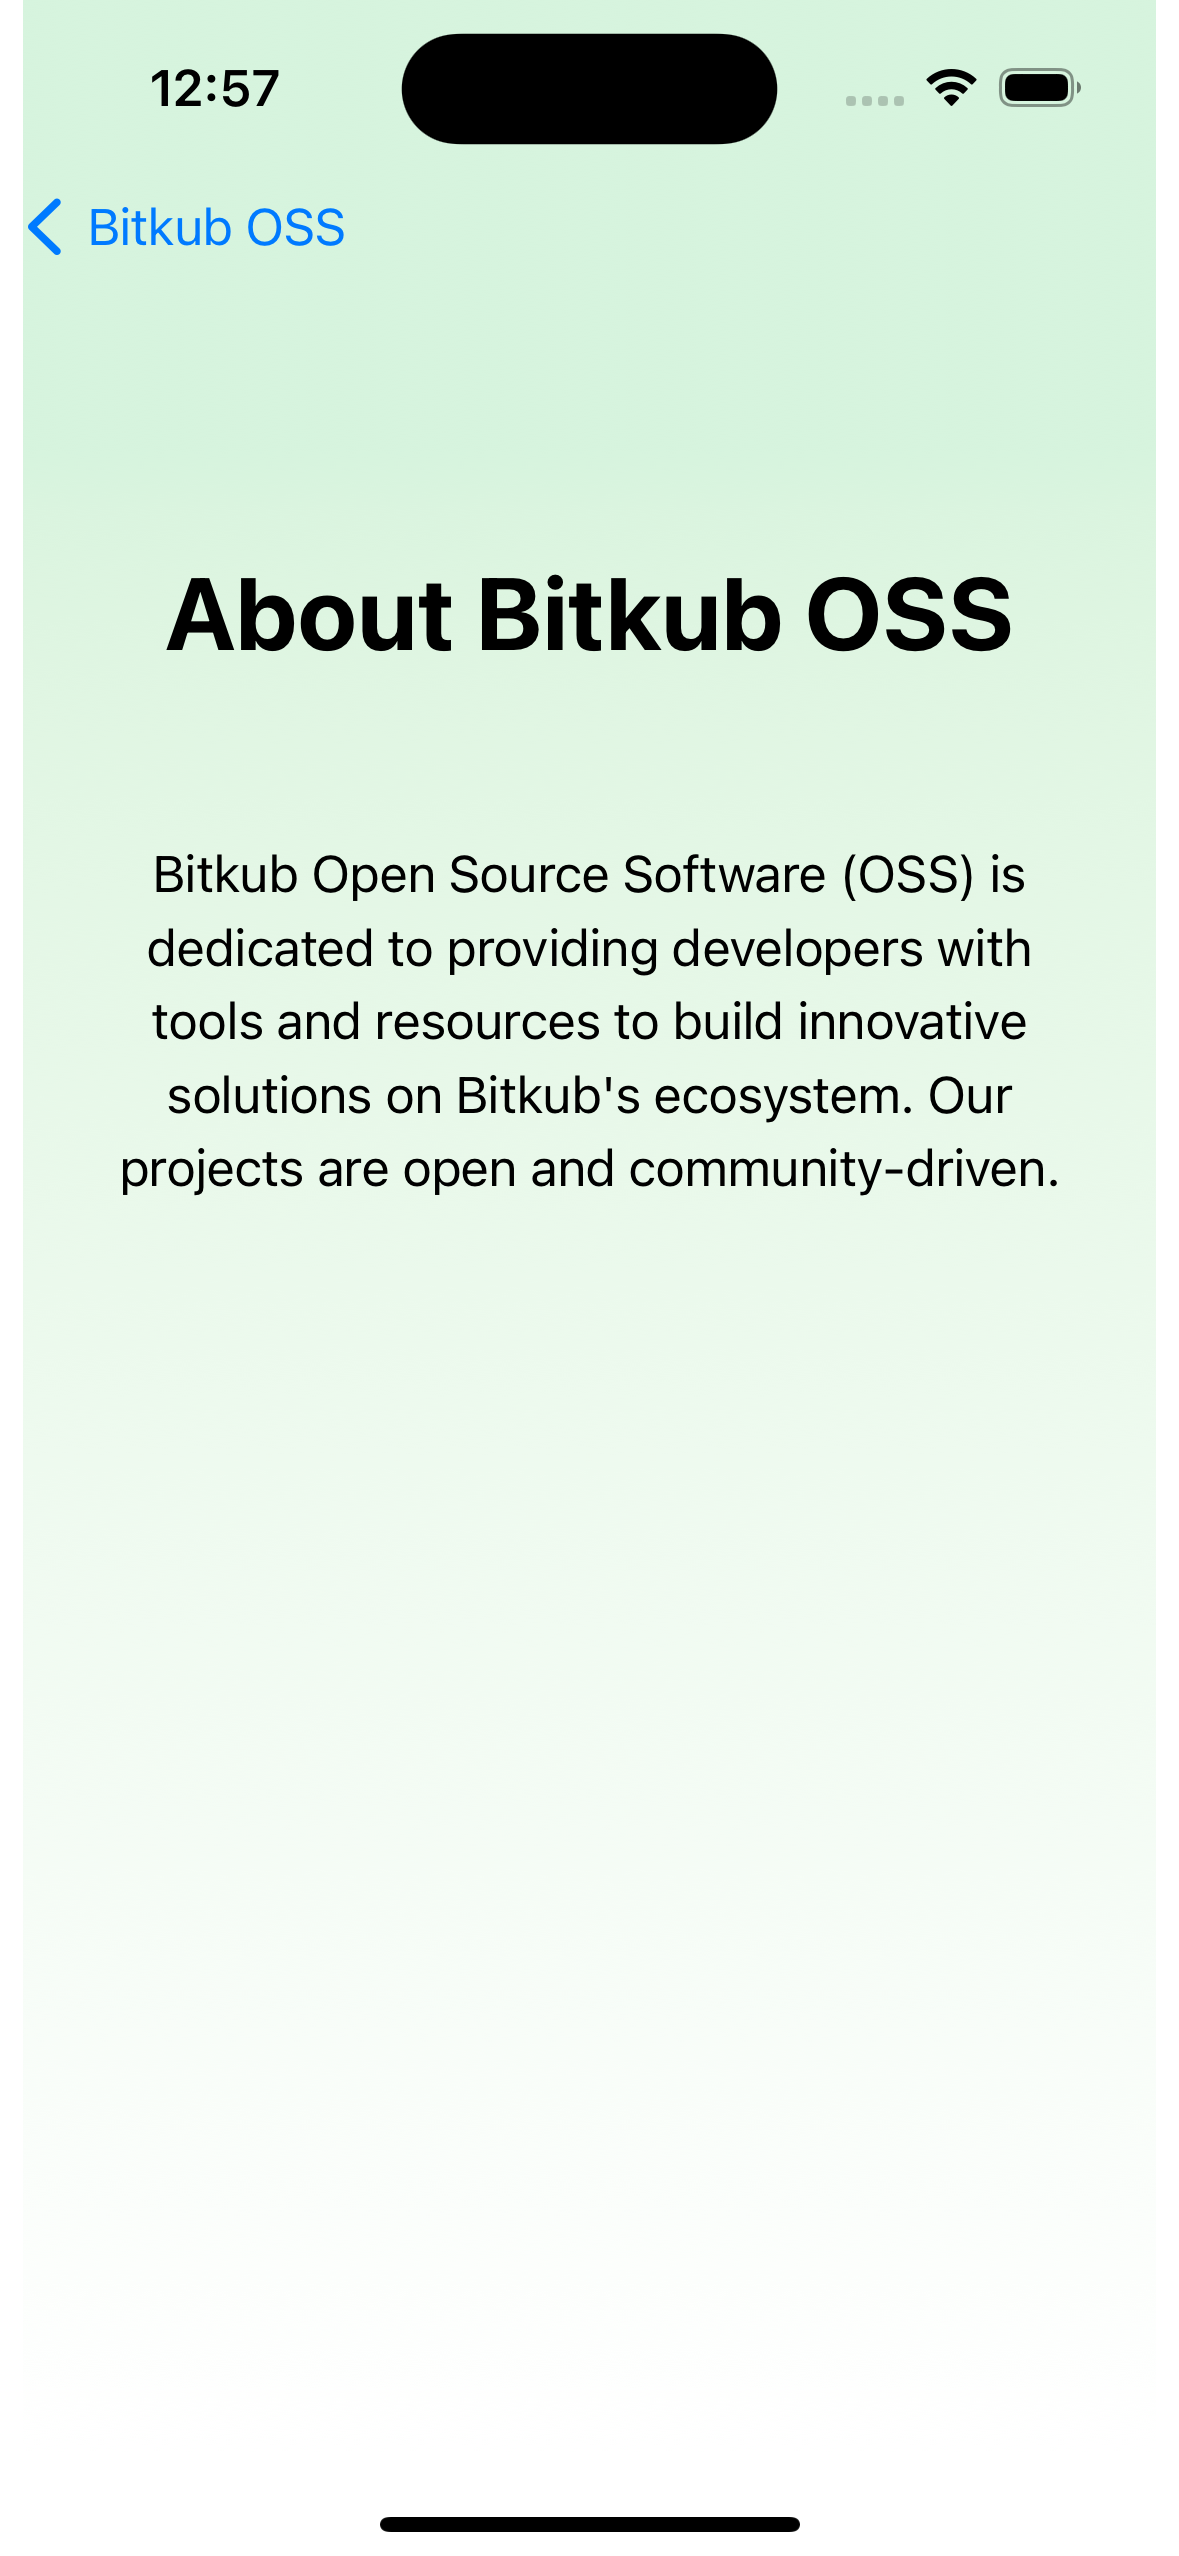 12:57
Bitkub OSS
About Bitkub OSS
Bitkub Open Source Software (OSS) is
dedicated to providing developers with
tools and resources to build innovative
solutions on Bitkub's ecosystem. Our
projects are open and community-driven.